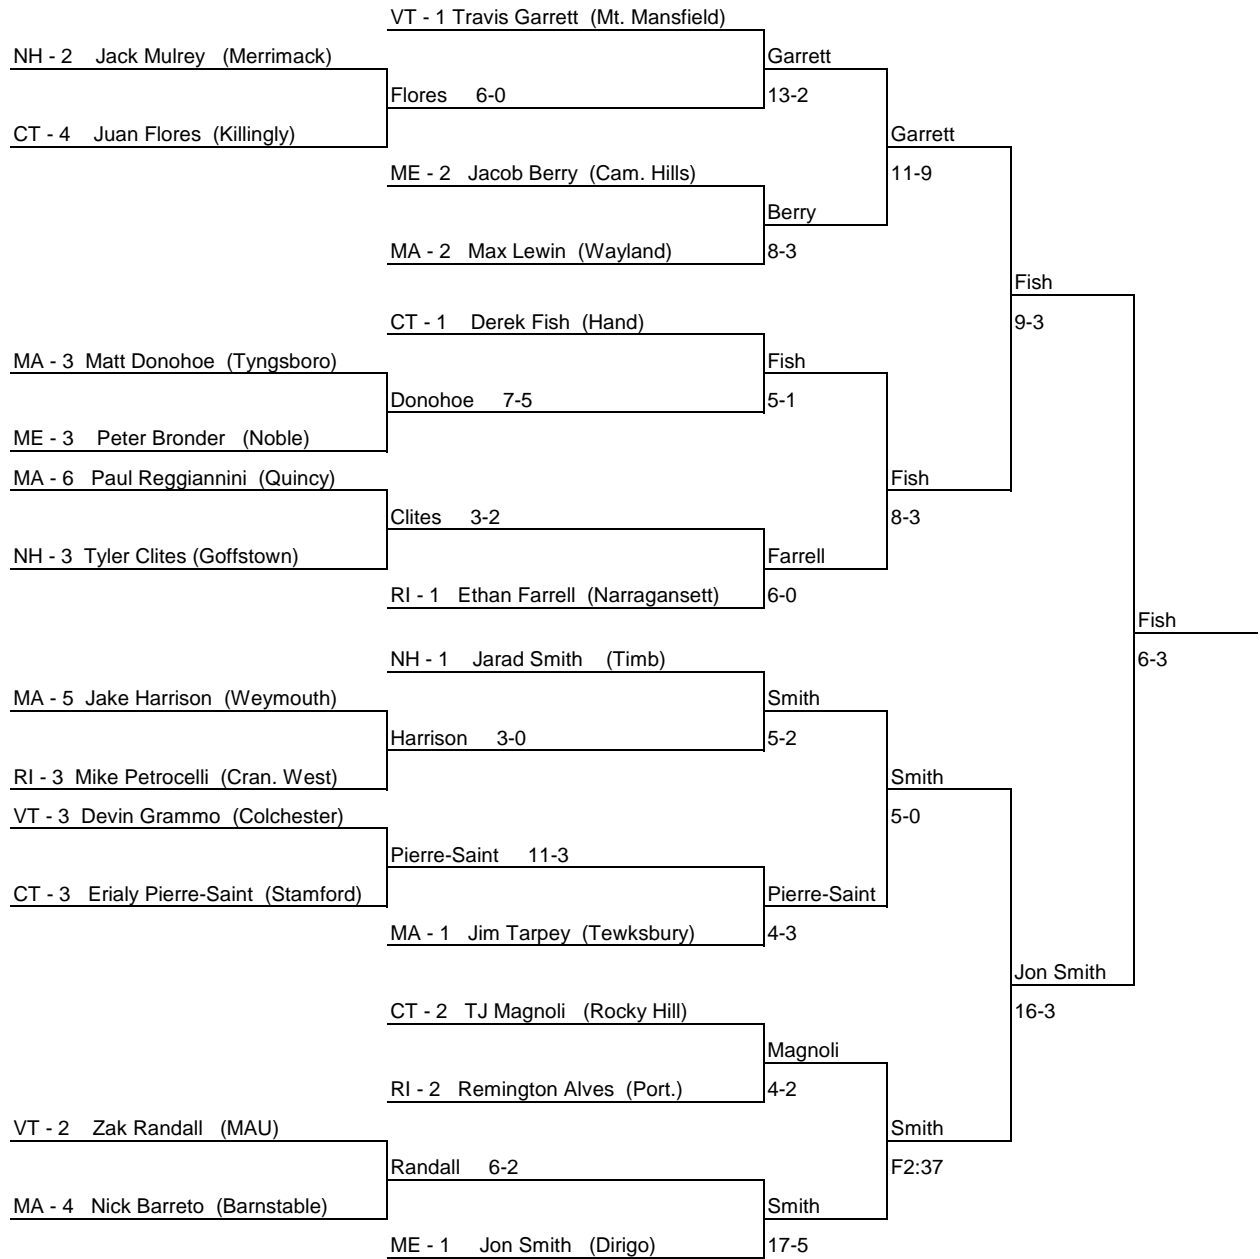 VT - 1 Travis Garrett (Mt. Mansfield)
NH - 2 Jack Mulrey (Merrimack)
Garrett
Flores 6-0
13-2
CT - 4 Juan Flores (Killingly)
Garrett
ME - 2 Jacob Berry (Cam. Hills)
11-9
Berry
MA - 2 Max Lewin (Wayland)
8-3
Fish
CT - 1 Derek Fish (Hand)
9-3
MA - 3 Matt Donohoe (Tyngsboro)
Fish
Donohoe 7-5
5-1
ME - 3 Peter Bronder (Noble)
MA - 6 Paul Reggiannini (Quincy)
Fish
Clites 3-2
8-3
NH - 3 Tyler Clites (Goffstown)
Farrell
RI - 1 Ethan Farrell (Narragansett)
6-0
Fish
NH - 1 Jarad Smith (Timb)
6-3
MA - 5 Jake Harrison (Weymouth)
Smith
Harrison 3-0
5-2
RI - 3 Mike Petrocelli (Cran. West)
Smith
VT - 3 Devin Grammo (Colchester)
5-0
Pierre-Saint 11-3
CT - 3 Erialy Pierre-Saint (Stamford)
Pierre-Saint
MA - 1 Jim Tarpey (Tewksbury)
4-3
Jon Smith
CT - 2 TJ Magnoli (Rocky Hill)
16-3
Magnoli
RI - 2 Remington Alves (Port.)
4-2
VT - 2 Zak Randall (MAU)
Smith
Randall 6-2
F2:37
MA - 4 Nick Barreto (Barnstable)
Smith
ME - 1 Jon Smith (Dirigo)
17-5